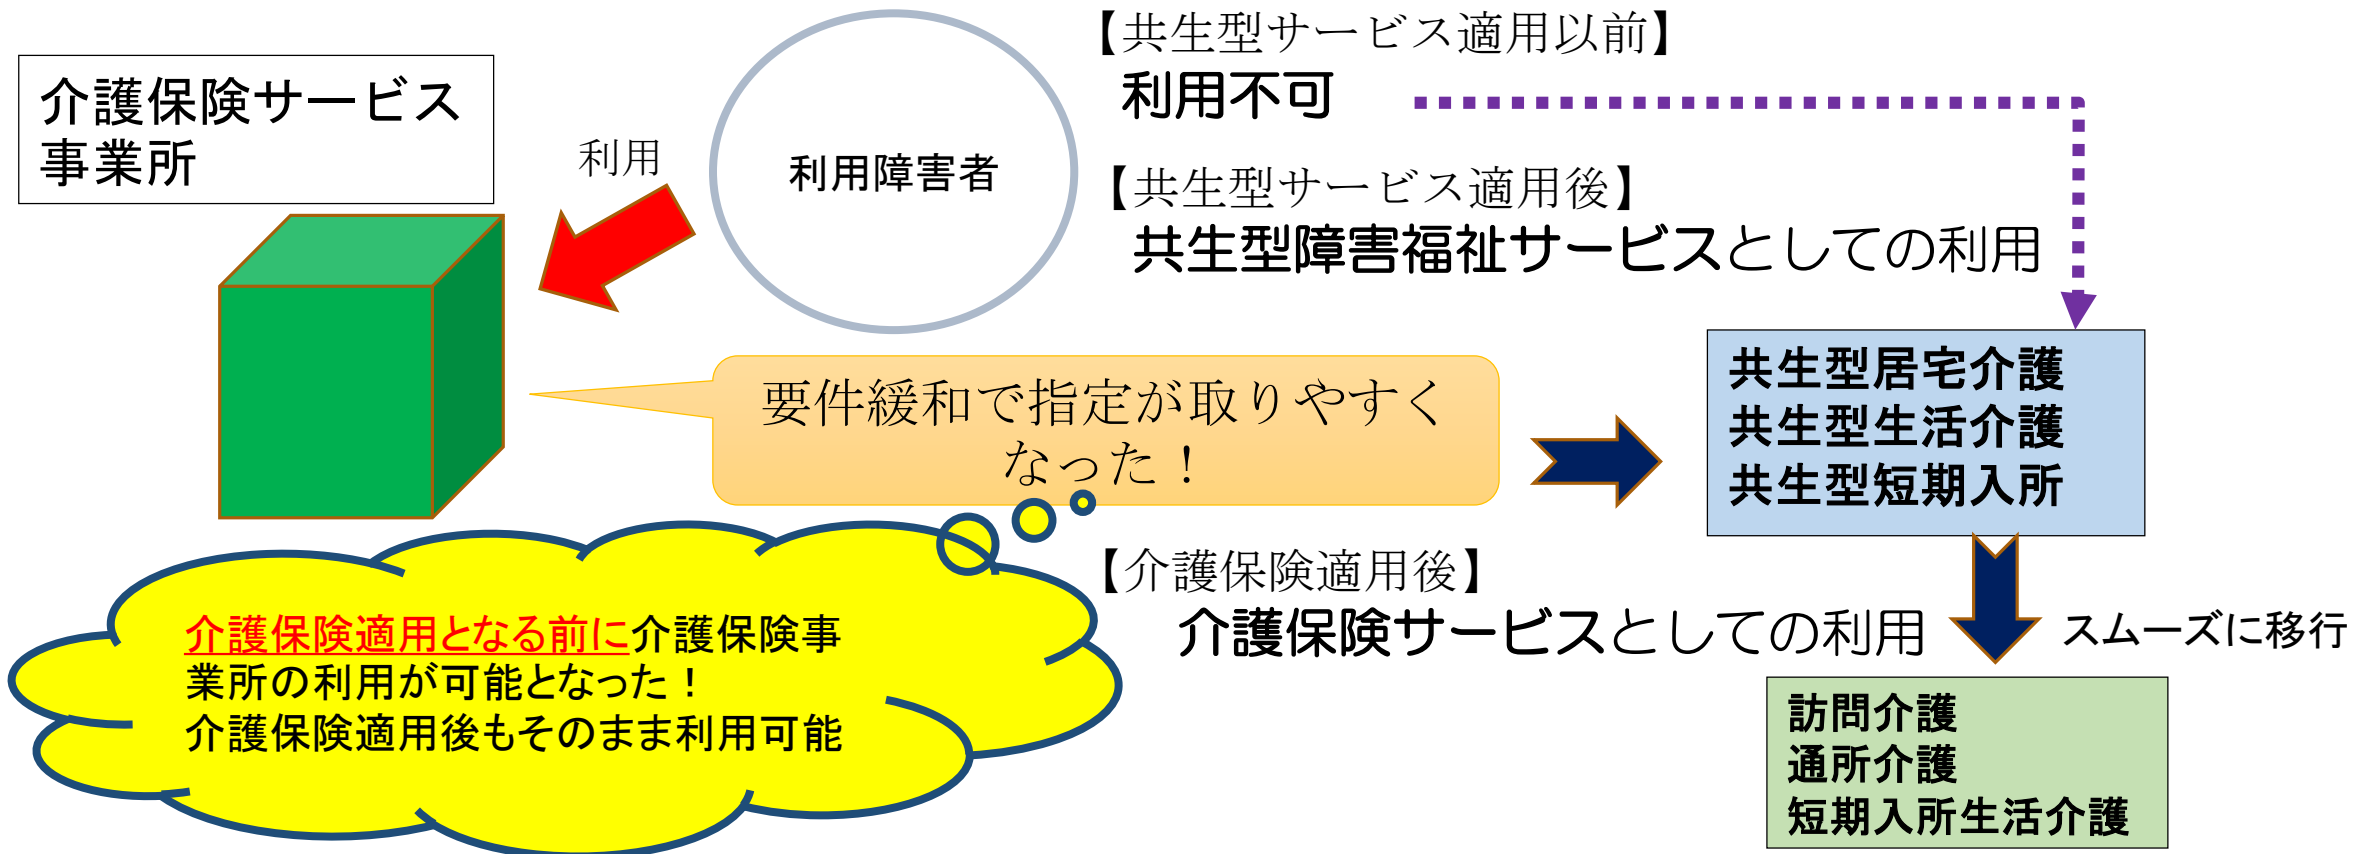 介護保険サービス
事業所
利用
利用障害者
【共生型サービス適用以前】
利用不可
【共生型サービス適用後】
共生型障害福祉サービスとしての利用
要件緩和で指定が取りやすく
なった！
共生型居宅介護
共生型生活介護
共生型短期入所
【介護保険適用後】
介護保険サービスとしての利用
スムーズに移行
介護保険適用となる前に介護保険事
業所の利用が可能となった！
介護保険適用後もそのまま利用可能
訪問介護
通所介護
短期入所生活介護